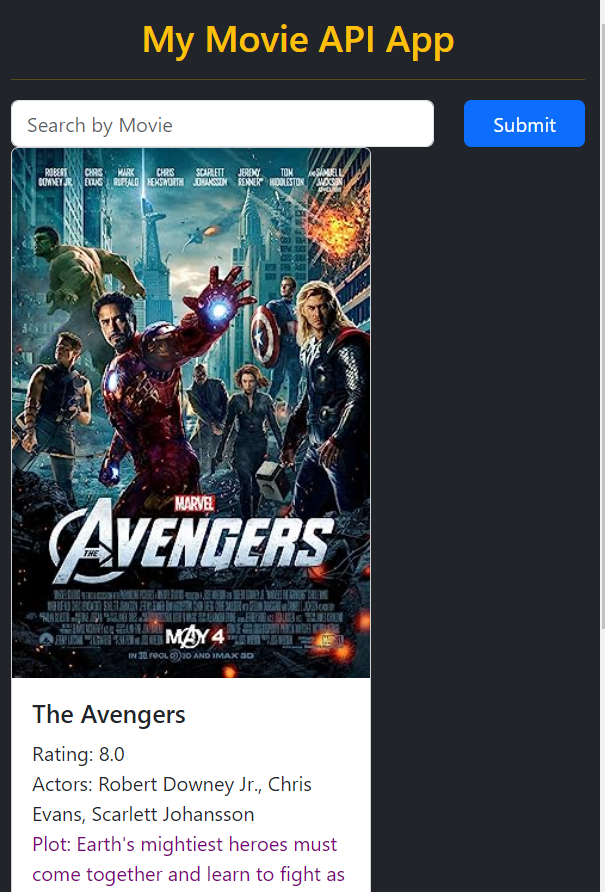 My Movie API App
Search by Movie
Submit
ROBERT DOWNEY JR.
CHRIS EVANS
MARK RUFFALO
CHRIS HEMSWORTH
SCARLETT JOHANSSON
JEREMY RENNER
TOM HIDDLESTON
AND SAMUEL L. JACKSON
MARVEL
THE AVENGERS
MAY 4
IN REAL D 3D AND IMAX 3D
The Avengers
Rating: 8.0
Actors: Robert Downey Jr., Chris
Evans, Scarlett Johansson
Plot: Earth's mightiest heroes must
come together and learn to fight as